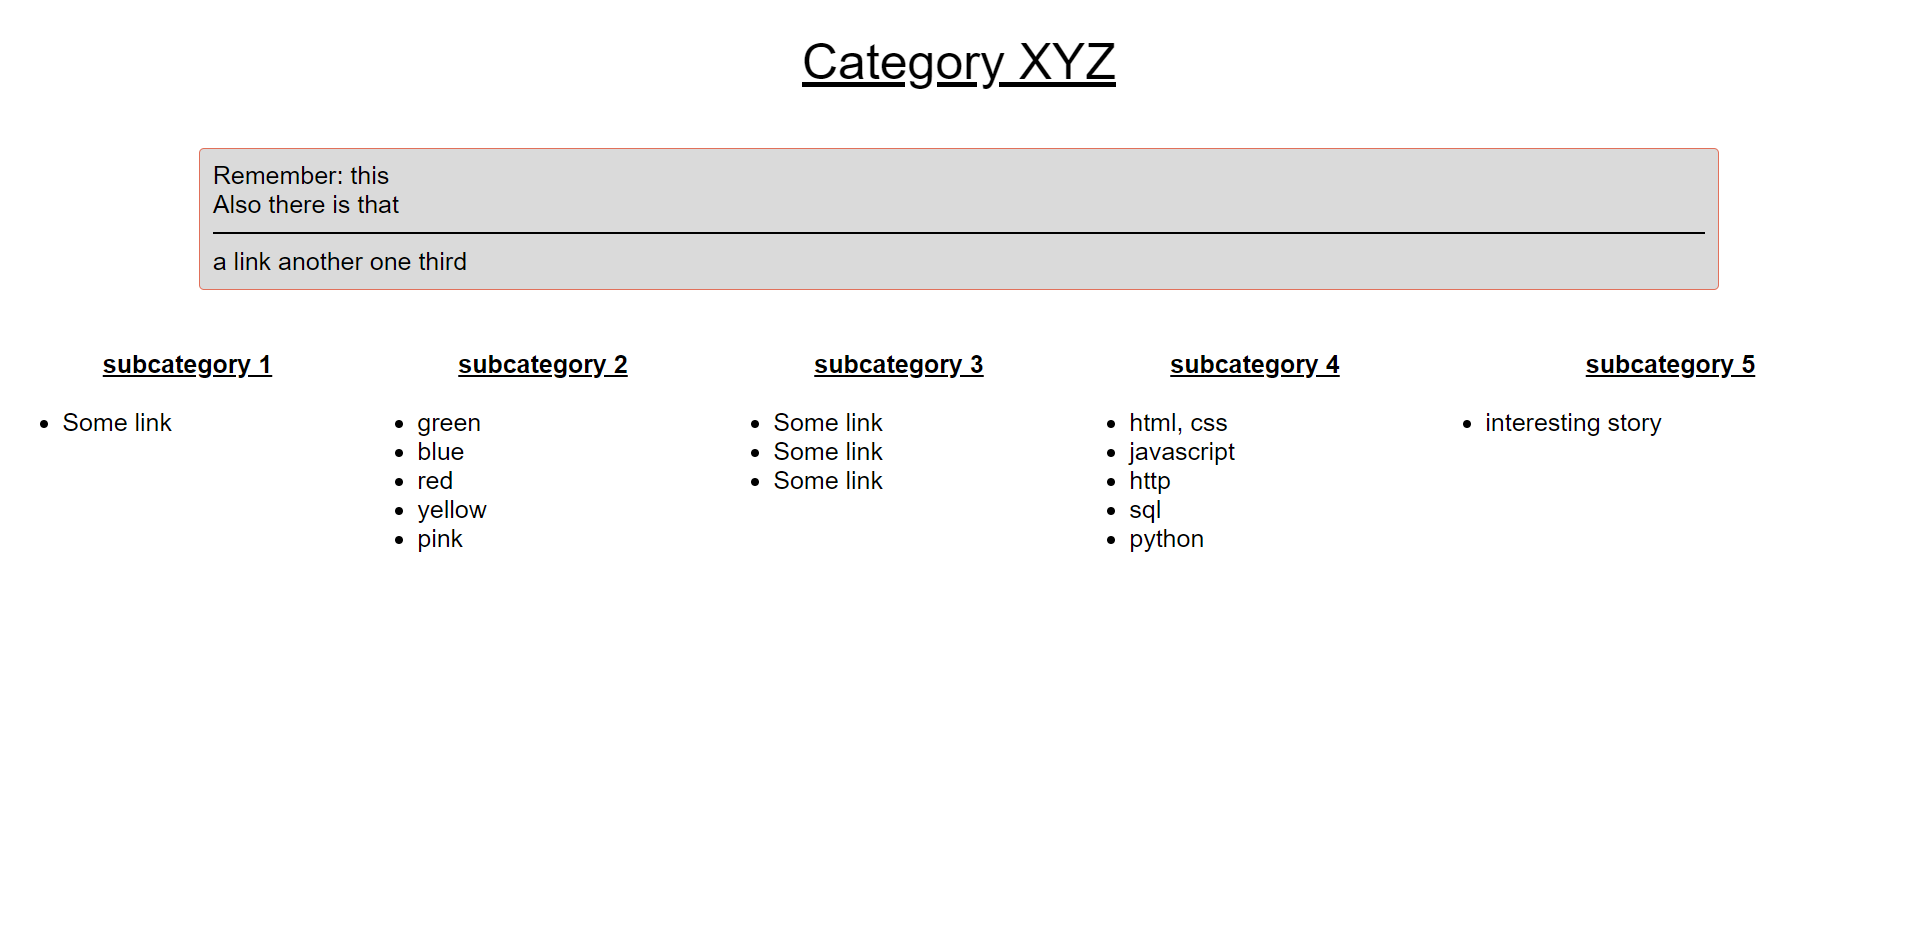 Category XYZ
Remember: this
Also there is that
a link another one third
subcategory 1
Some link
subcategory 2
green
blue
red
yellow
pink
subcategory 3
Some link
Some link
Some link
subcategory 4
html, css
javascript
http
sql
python
subcategory 5
interesting story